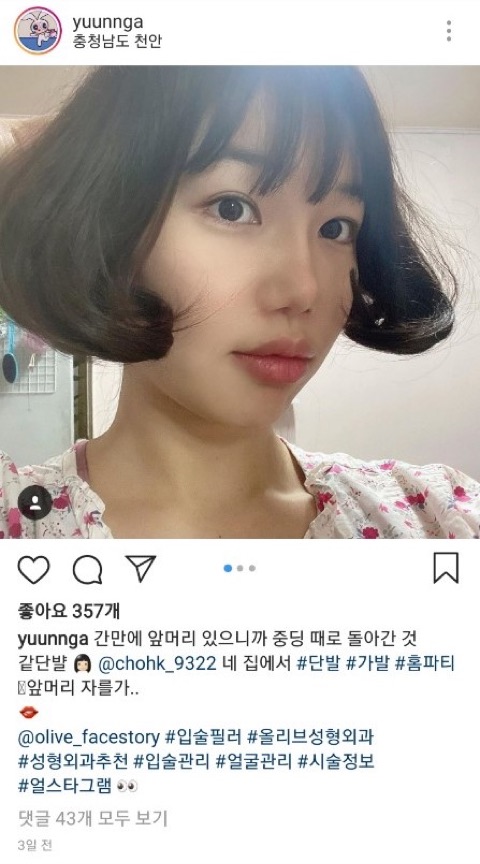 yuunnga
충청남도 천안
좋아요 357개
yuunnga 간만에 앞머리 있으니까 중딩 때로 돌아간 것
같단뱔 @chohk_9322 네 집에서 #단발 #가발 #홈파티
앞머리 자를가..
@olive_facestory #입술필러 #올리브성형외과
#성형외과추천 #입술관리 #얼굴관리 #시술정보
#얼스타그램
댓글 43개 모두 보기
3일 전